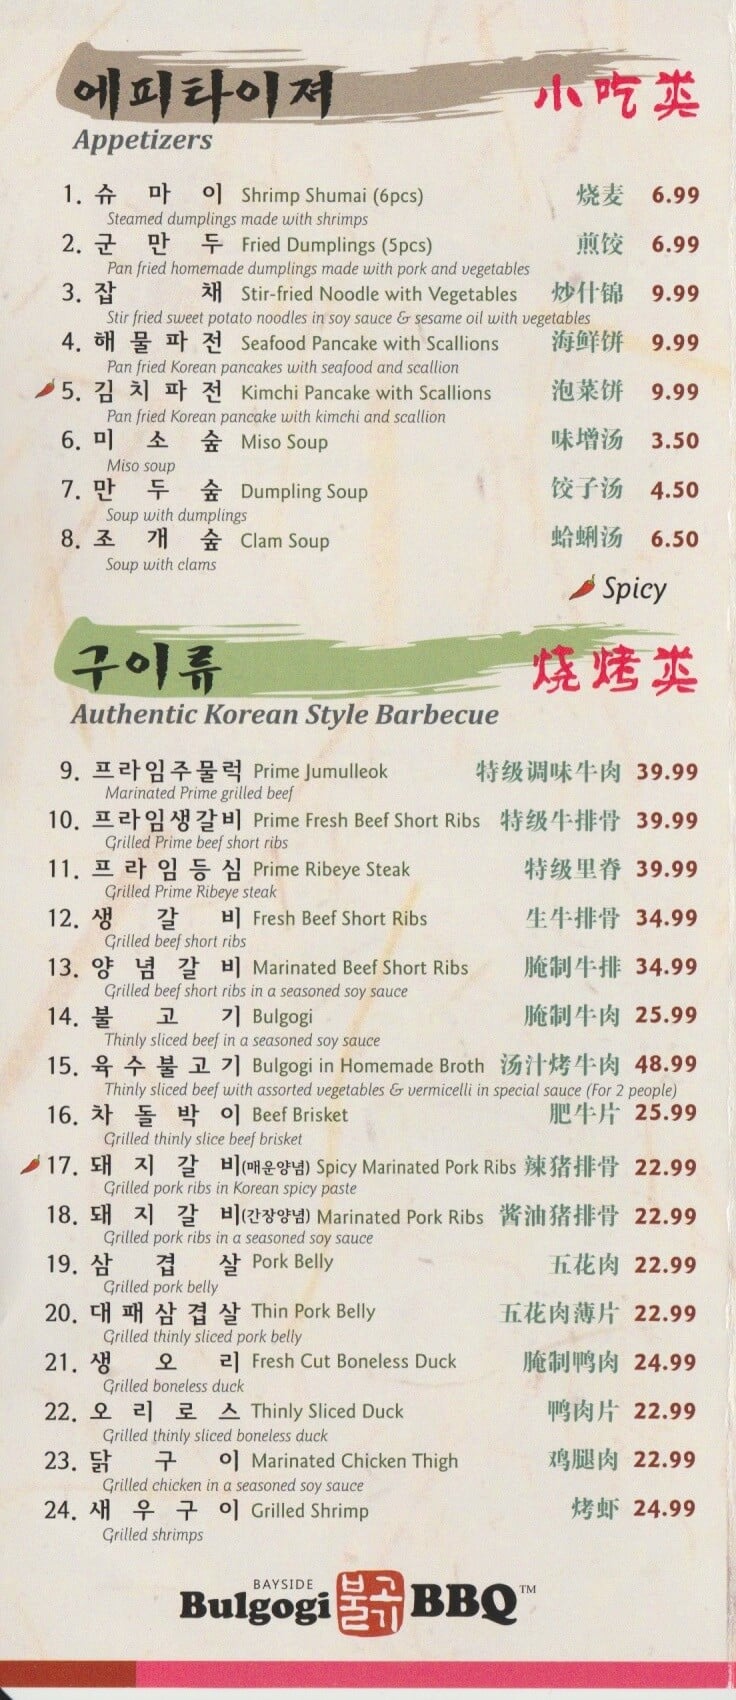 에피타이져 小吃类
Appetizers
1. 슈 마 이 Shrimp Shumai (6pcs) 烧麦 6.99
Steamed dumplings made with shrimps
2. 군 만 두 Fried Dumplings (5pcs) 煎饺 6.99
Pan fried homemade dumplings made with pork and vegetables
3. 잡 채 Stir-fried Noodle with Vegetables 炒什锦 9.99
Stir fried sweet potato noodles in soy sauce & sesame oil with vegetables
4. 해 물 파 전 Seafood Pancake with Scallions 海鲜饼 9.99
Pan fried Korean pancakes with seafood and scallion
5. 김 치 파 전 Kimchi Pancake with Scallions 泡菜饼 9.99
Pan fried Korean pancake with kimchi and scallion
6. 미 소 숲 Miso Soup 味增汤 3.50
Miso soup
7. 만 두 숲 Dumpling Soup 饺子汤 4.50
Soup with dumplings
8. 조 개 숲 Clam Soup 蛤蜊汤 6.50
Soup with clams
Spicy
구이류 烧烤类
Authentic Korean Style Barbecue
9. 프라임주물럭 Prime Jumulleok 特级调味牛肉 39.99
Marinated Prime grilled beef
10. 프라임생갈비 Prime Fresh Beef Short Ribs 特级牛排骨 39.99
Grilled Prime beef short ribs
11. 프 라 임 등 심 Prime Ribeye Steak 特级里脊 39.99
Grilled Prime Ribeye steak
12. 생 갈 비 Fresh Beef Short Ribs 生牛排骨 34.99
Grilled beef short ribs
13. 양 념 갈 비 Marinated Beef Short Ribs 腌制牛排 34.99
Grilled beef short ribs in a seasoned soy sauce
14. 불 고 기 Bulgogi 腌制牛肉 25.99
Thinly sliced beef in a seasoned soy sauce
15. 육 수 불 고 기 Bulgogi in Homemade Broth 汤汁烤牛肉 48.99
Thinly sliced beef with assorted vegetables & vermicelli in special sauce (For 2 people)
16. 차 돌 박 이 Beef Brisket 肥牛片 25.99
Grilled thinly slice beef brisket
17. 돼 지 갈 비(매운양념) Spicy Marinated Pork Ribs 辣猪排骨 22.99
Grilled pork ribs in Korean spicy paste
18. 돼 지 갈 비(간장양념) Marinated Pork Ribs 酱油猪排骨 22.99
Grilled pork ribs in a seasoned soy sauce
19. 삼 겹 살 Pork Belly 五花肉 22.99
Grilled pork belly
20. 대 패 삼 겹 살 Thin Pork Belly 五花肉薄片 22.99
Grilled thinly sliced pork belly
21. 생 오 리 Fresh Cut Boneless Duck 腌制鸭肉 24.99
Grilled boneless duck
22. 오 리 로 스 Thinly Sliced Duck 鸭肉片 22.99
Grilled thinly sliced boneless duck
23. 닭 구 이 Marinated Chicken Thigh 鸡腿肉 22.99
Grilled chicken in a seasoned soy sauce
24. 새 우 구 이 Grilled Shrimp 烤虾 24.99
Grilled shrimps
BAYSIDE
Bulgogi 불고기 BBQ™